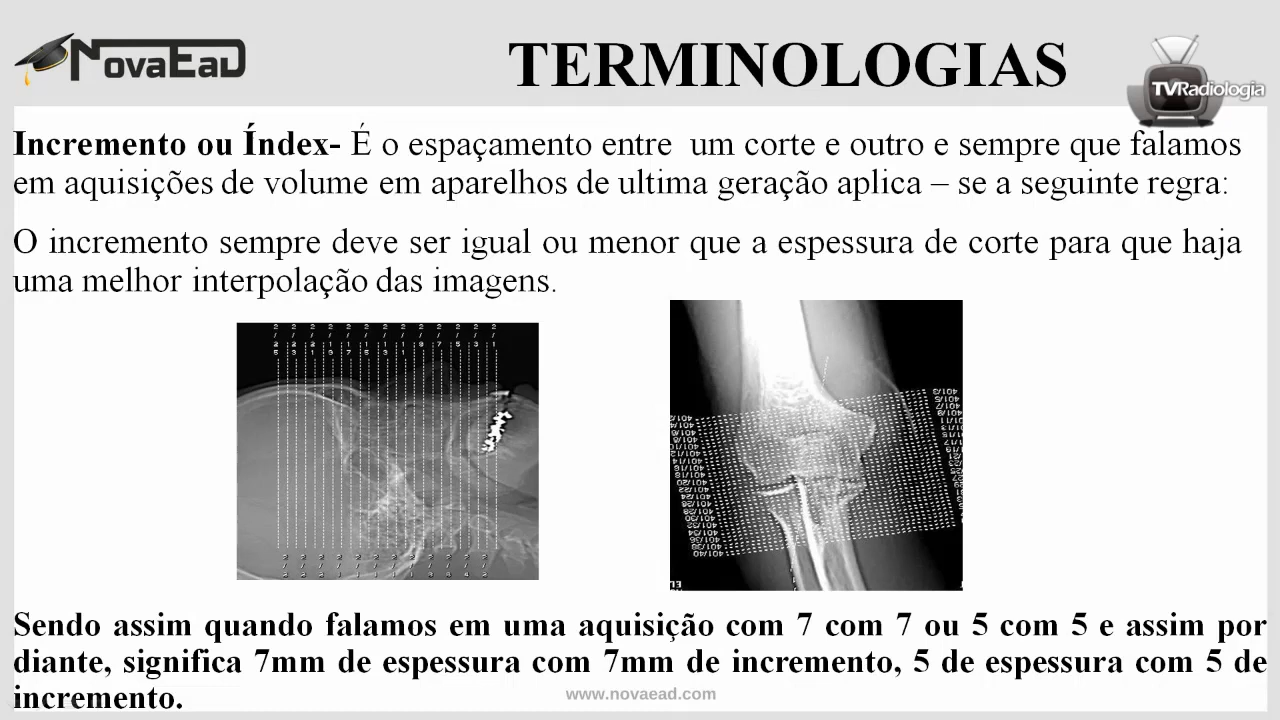 NovaEaD
TERMINOLOGIAS
TVRadiologia
Incremento ou Índex- É o espaçamento entre um corte e outro e sempre que falamos
em aquisições de volume em aparelhos de ultima geração aplica – se a seguinte regra:
O incremento sempre deve ser igual ou menor que a espessura de corte para que haja
uma melhor interpolação das imagens.
Sendo assim quando falamos em uma aquisição com 7 com 7 ou 5 com 5 e assim por
diante, significa 7mm de espessura com 7mm de incremento, 5 de espessura com 5 de
incremento.
www.novaead.com